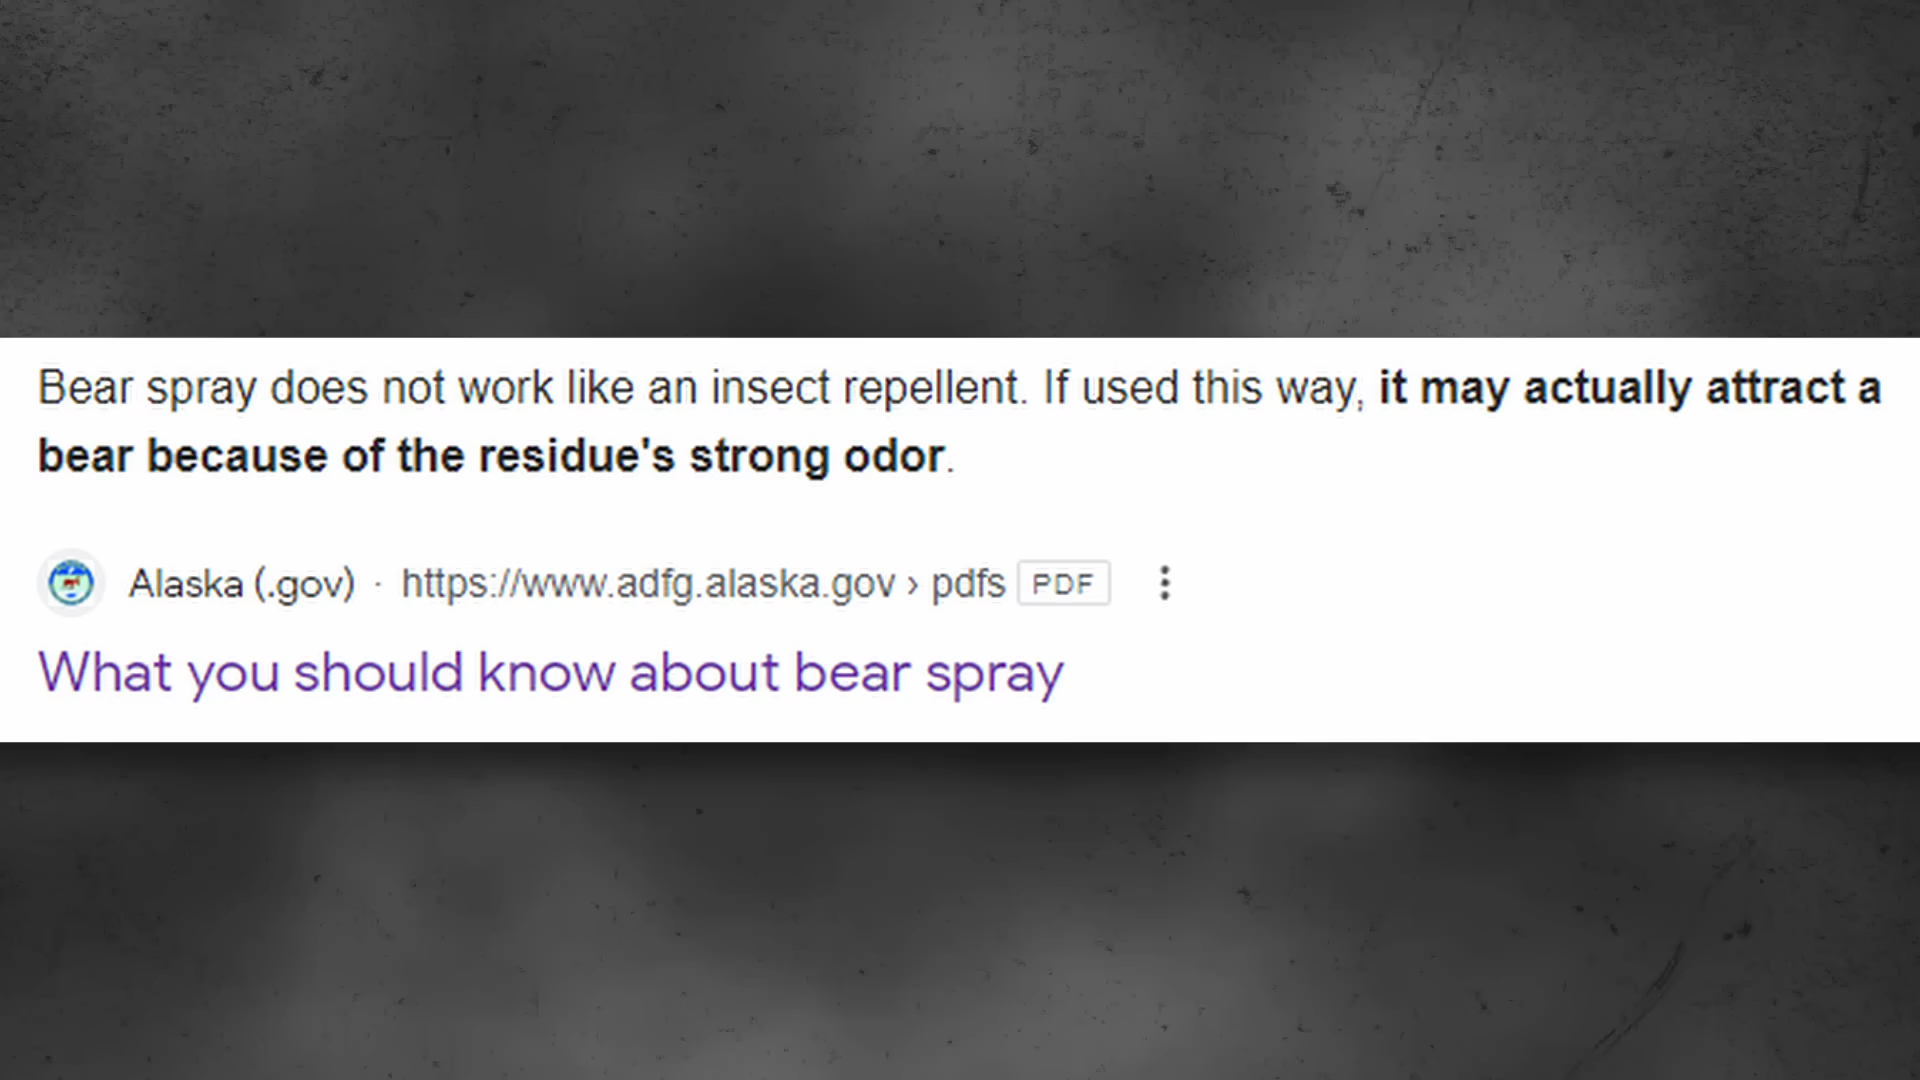 Bear spray does not work like an insect repellent. If used this way, it may actually attract a
bear because of the residue's strong odor.
Alaska (.gov) · https://www.adfg.alaska.gov › pdfs PDF
What you should know about bear spray